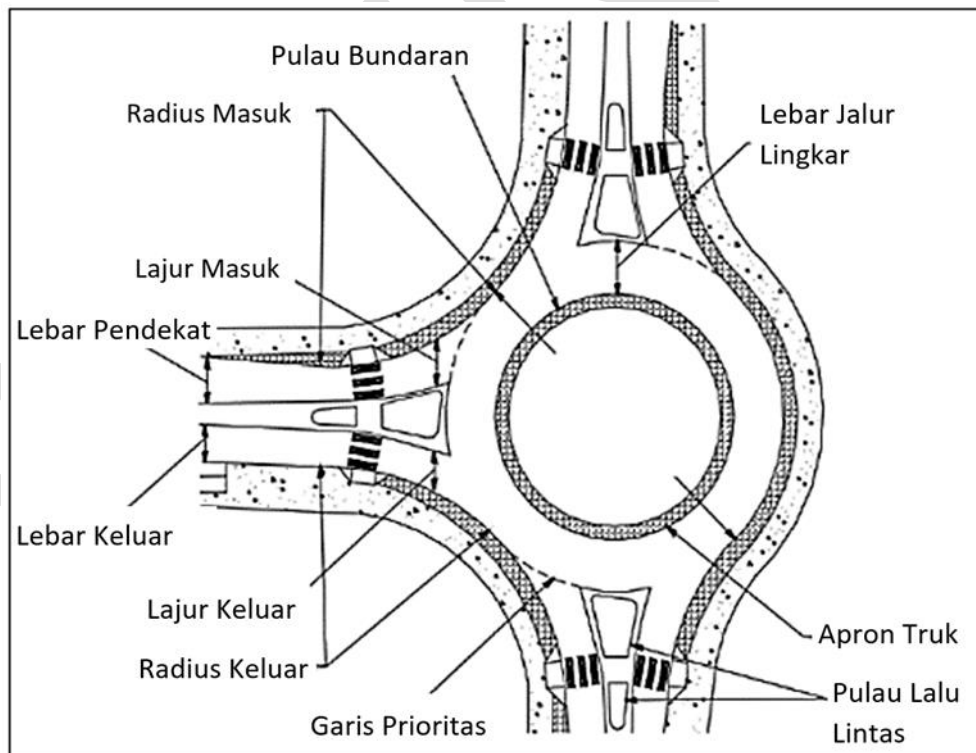 Pulau Bundaran
Radius Masuk
Lebar Jalur
Lingkar
Lajur Masuk
Lebar Pendekat
Lebar Keluar
Lajur Keluar
Radius Keluar
Garis Prioritas
Apron Truk
Pulau Lalu
Lintas